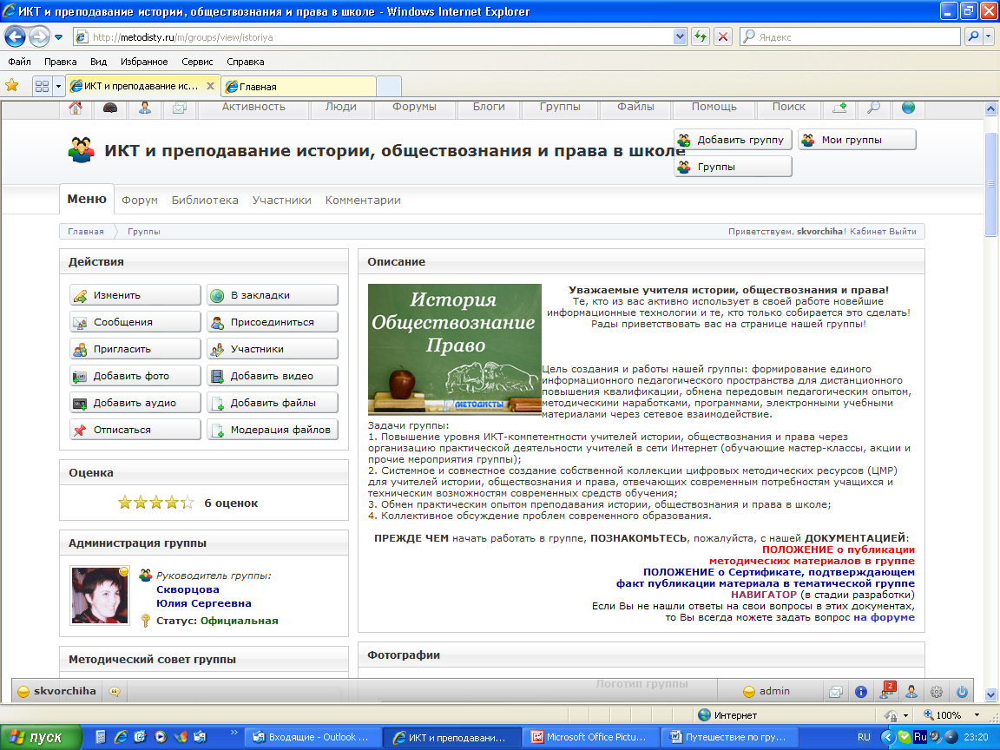 ИКТ и преподавание истории, обществознания и права в школе - Windows Internet Explorer
http://metodisty.ru/m/groups/view/istoriya
Яндекс
Файл Правка Вид Избранное Сервис Справка
ИКТ и преподавание ис... X
Главная
Активность Люди Форумы Блоги Группы Файлы Помощь Поиск
ИКТ и преподавание истории, обществознания и права в школе
Добавить группу
Мои группы
Группы
Меню Форум Библиотека Участники Комментарии
Главная Группы
Приветствуем, skvorchiha! Кабинет Выйти
Действия
Изменить
В закладки
Сообщения
Присоединиться
Пригласить
Участники
Добавить фото
Добавить видео
Добавить аудио
Добавить файлы
Отписаться
Модерация файлов
Оценка
6 оценок
Администрация группы
Руководитель группы:
Скворцова
Юлия Сергеевна
Статус: Официальная
Методический совет группы
Описание
История
Обществознание
Право
МЕТОДИСТЫ
Уважаемые учителя истории, обществознания и права!
Те, кто из вас активно использует в своей работе новейшие
информационные технологии и те, кто только собирается это сделать!
Рады приветствовать вас на странице нашей группы!
Цель создания и работы нашей группы: формирование единого
информационного педагогического пространства для дистанционного
повышения квалификации, обмена передовым педагогическим опытом,
методическими наработками, программами, электронными учебными
материалами через сетевое взаимодействие.
Задачи группы:
1. Повышение уровня ИКТ-компетентности учителей истории, обществознания и права через
организацию практической деятельности учителей в сети Интернет (обучающие мастер-классы, акции и
прочие мероприятия группы);
2. Системное и совместное создание собственной коллекции цифровых методических ресурсов (ЦМР)
для учителей истории, обществознания и права, отвечающих современным потребностям учащихся и
техническим возможностям современных средств обучения;
3. Обмен практическим опытом преподавания истории, обществознания и права в школе;
4. Коллективное обсуждение проблем современного образования.
ПРЕЖДЕ ЧЕМ начать работать в группе, ПОЗНАКОМЬТЕСЬ, пожалуйста, с нашей ДОКУМЕНТАЦИЕЙ:
ПОЛОЖЕНИЕ о публикации
методических материалов в группе
ПОЛОЖЕНИЕ о Сертификате, подтверждающем
факт публикации материала в тематической группе
НАВИГАТОР (в стадии разработки)
Если Вы не нашли ответы на свои вопросы в этих документах,
то Вы всегда можете задать вопрос на форуме
Фотографии
Логотип группы
skvorchiha
admin
2
Интернет
100%
пуск
Входящие - Outlook ...
ИКТ и преподавани...
Microsoft Office Pictu...
Путешествие по гру...
RU
Ru
23:20